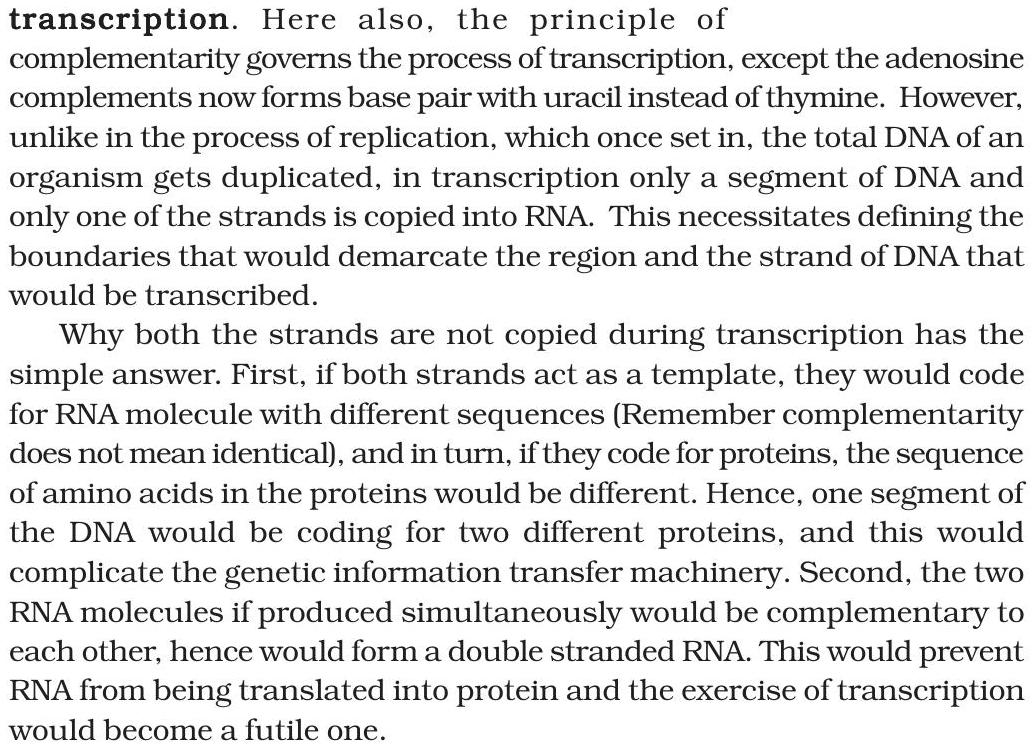 transcription. Here also, the principle of
complementarity governs the process of transcription, except the adenosine
complements now forms base pair with uracil instead of thymine. However,
unlike in the process of replication, which once set in, the total DNA of an
organism gets duplicated, in transcription only a segment of DNA and
only one of the strands is copied into RNA. This necessitates defining the
boundaries that would demarcate the region and the strand of DNA that
would be transcribed.
Why both the strands are not copied during transcription has the
simple answer. First, if both strands act as a template, they would code
for RNA molecule with different sequences (Remember complementarity
does not mean identical), and in turn, if they code for proteins, the sequence
of amino acids in the proteins would be different. Hence, one segment of
the DNA would be coding for two different proteins, and this would
complicate the genetic information transfer machinery. Second, the two
RNA molecules if produced simultaneously would be complementary to
each other, hence would form a double stranded RNA. This would prevent
RNA from being translated into protein and the exercise of transcription
would become a futile one.